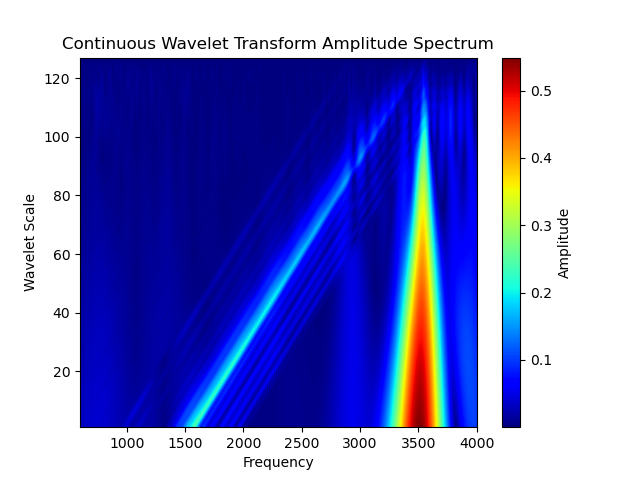 Continuous Wavelet Transform Amplitude Spectrum
120
100
80
60
40
20
Wavelet Scale
1000 1500 2000 2500 3000 3500 4000
Frequency
0.5
0.4
0.3
0.2
0.1
Amplitude